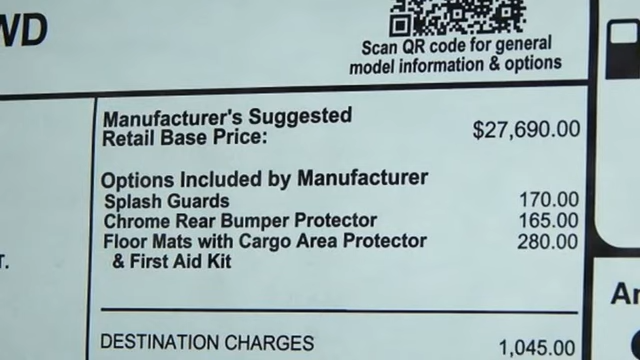 WD
Scan QR code for general
model information & options
Manufacturer's Suggested
Retail Base Price: $27,690.00
Options Included by Manufacturer
Splash Guards 170.00
Chrome Rear Bumper Protector 165.00
Floor Mats with Cargo Area Protector 280.00
& First Aid Kit
T.
DESTINATION CHARGES 1,045.00